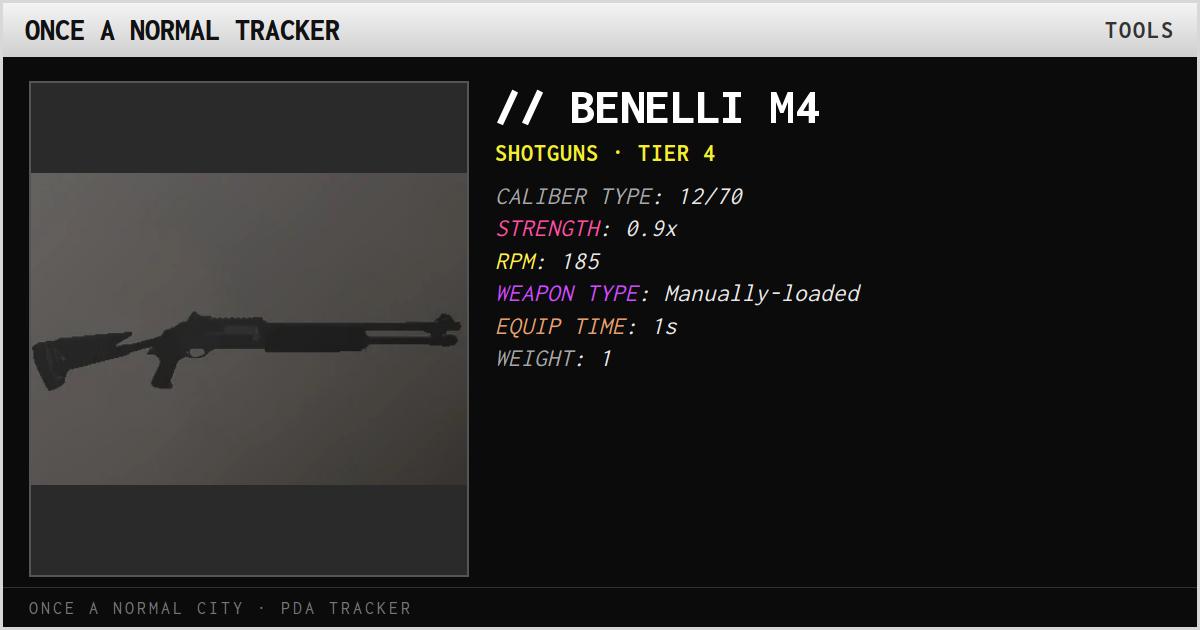 ONCE A NORMAL TRACKER
TOOLS
// BENELLI M4
SHOTGUNS · TIER 4
CALIBER TYPE: 12/70
STRENGTH: 0.9x
RPM: 185
WEAPON TYPE: Manually-loaded
EQUIP TIME: 1s
WEIGHT: 1
ONCE A NORMAL CITY · PDA TRACKER